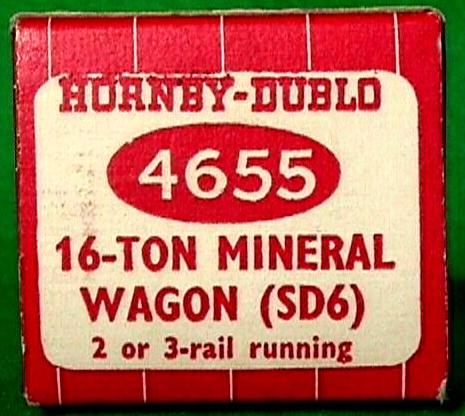 HORNBY-DUBLO
4655
16-TON MINERAL
WAGON (SD6)
2 or 3-rail running